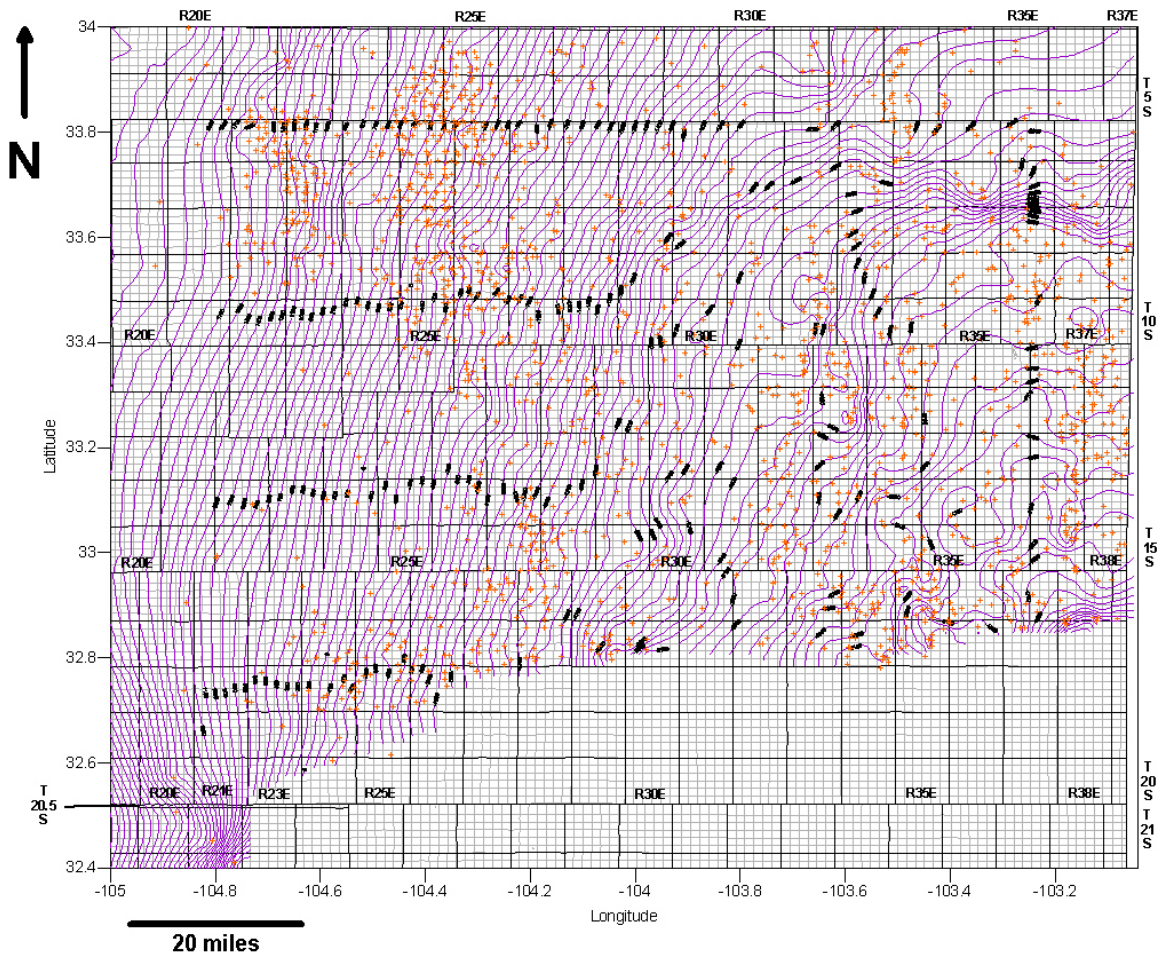 R20E R25E R30E R35E R37E
34
T
5
S
33.8
N
33.6
33.4
R20E R25E R30E R35E R37E
T
10
S
Latitude
33.2
33
R20E R25E R30E R35E R38E
T
15
S
32.8
32.6
T
20
S
R20E R21E R23E R25E R30E R35E R38E
T
20.5
S
T
21
S
32.4
-105 -104.8 -104.6 -104.4 -104.2 -104 -103.8 -103.6 -103.4 -103.2
Longitude
20 miles